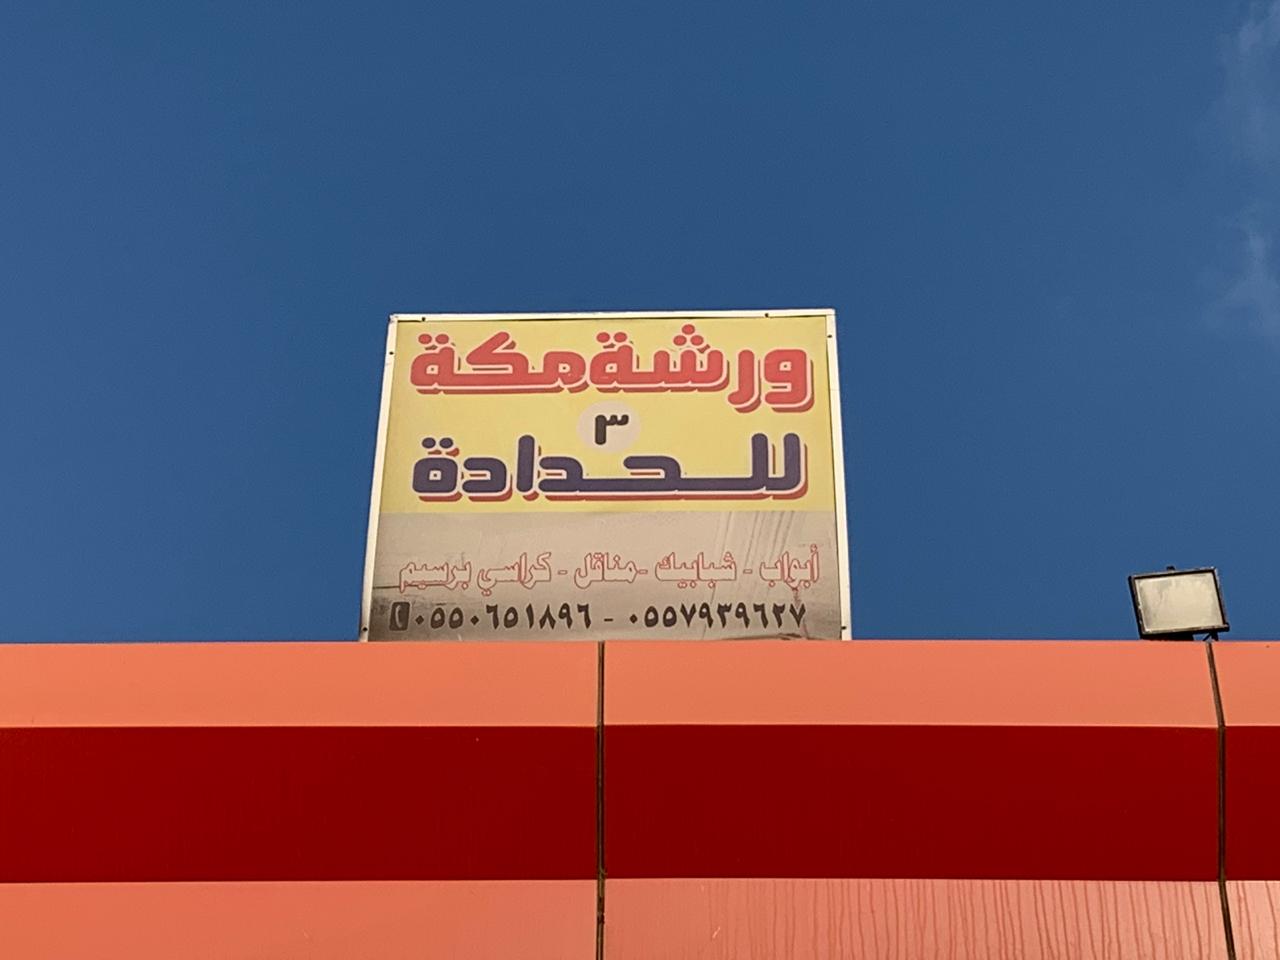 ورشة مكة
٣
للحدادة
أبواب - شبابيك - مناقل - كراسي برسيم
٠٥٥٠٦٥١٨٩٦ - ٠٥٥٧٩٣٩٦٢٧